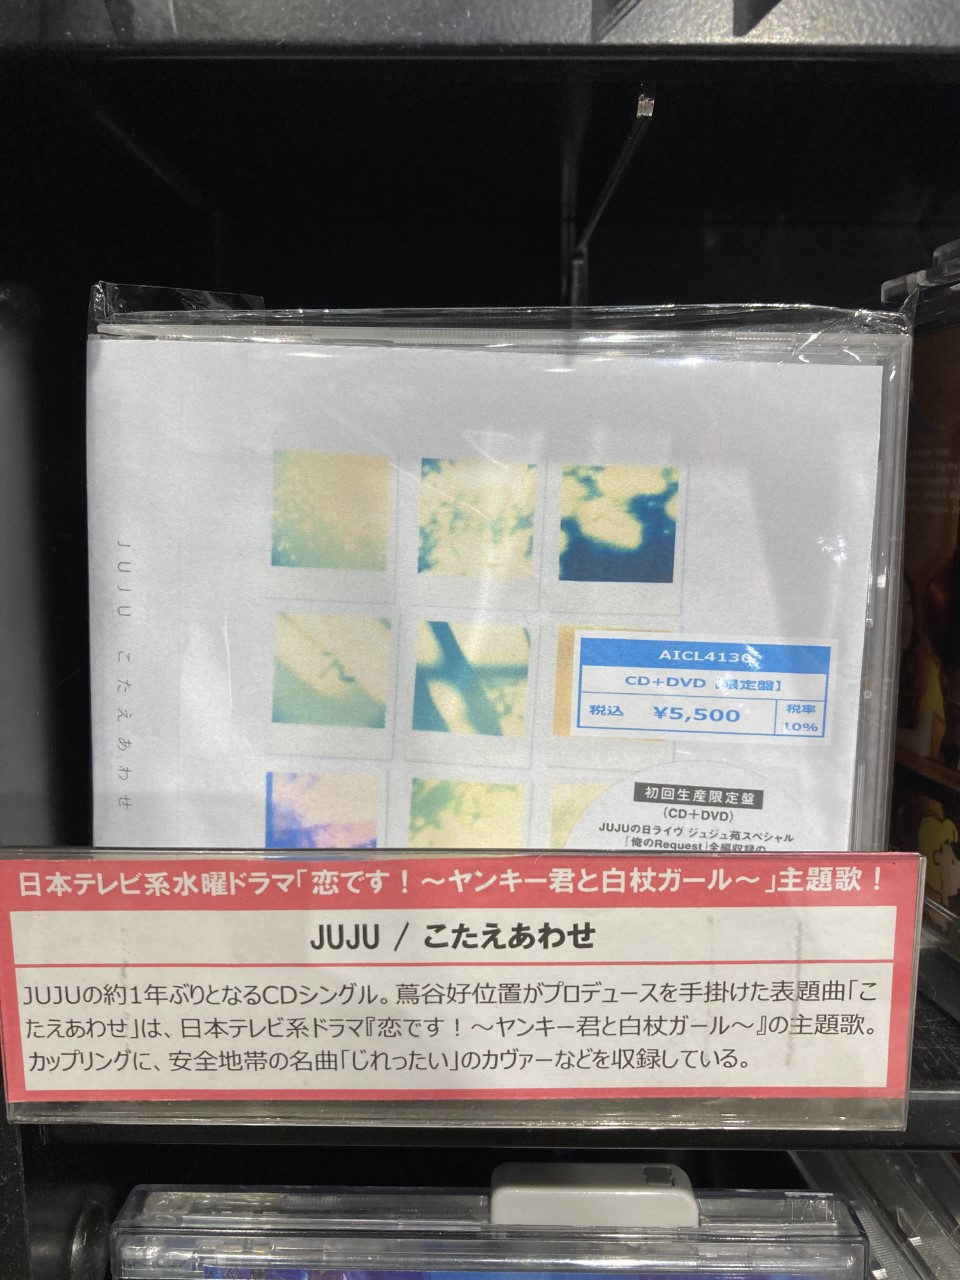 JUJU こたえあわせ
AICL4130
CD+DVD【限定盤】
税込 ¥5,500 税率 10%
初回生産限定盤
(CD+DVD)
JUJUの日ライヴ ジュジュ苑スペシャル
「俺のRequest」全編収録の
日本テレビ系水曜ドラマ「恋です！～ヤンキー君と白杖ガール～」主題歌！
JUJU / こたえあわせ
JUJUの約1年ぶりとなるCDシングル。蔦谷好位置がプロデュースを手掛けた表題曲「こ
たえあわせ」は、日本テレビ系ドラマ『恋です！～ヤンキー君と白杖ガール～』の主題歌。
カップリングに、安全地帯の名曲「じれったい」のカヴァーなどを収録している。